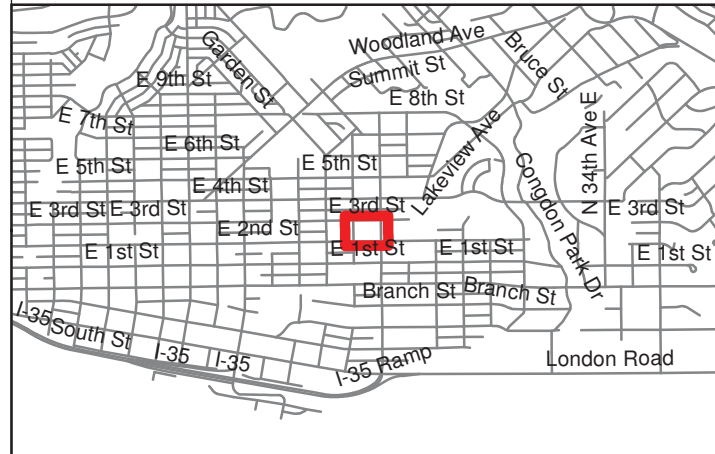 Woodland Ave
Garden St
Bruce St
Summit St
E 9th St
E 8th St
N 34th Ave E
E 7th St
E 6th St
Lakeview Ave
E 5th St
E 5th St
Congdon Park Dr
E 4th St
E 3rd St
E 3rd St
E 3rd St
E 3rd St
E 2nd St
E 1st St
E 1st St
E 1st St
E 1st St
Branch St
Branch St
I-35
South St
I-35
I-35
I-35 Ramp
London Road